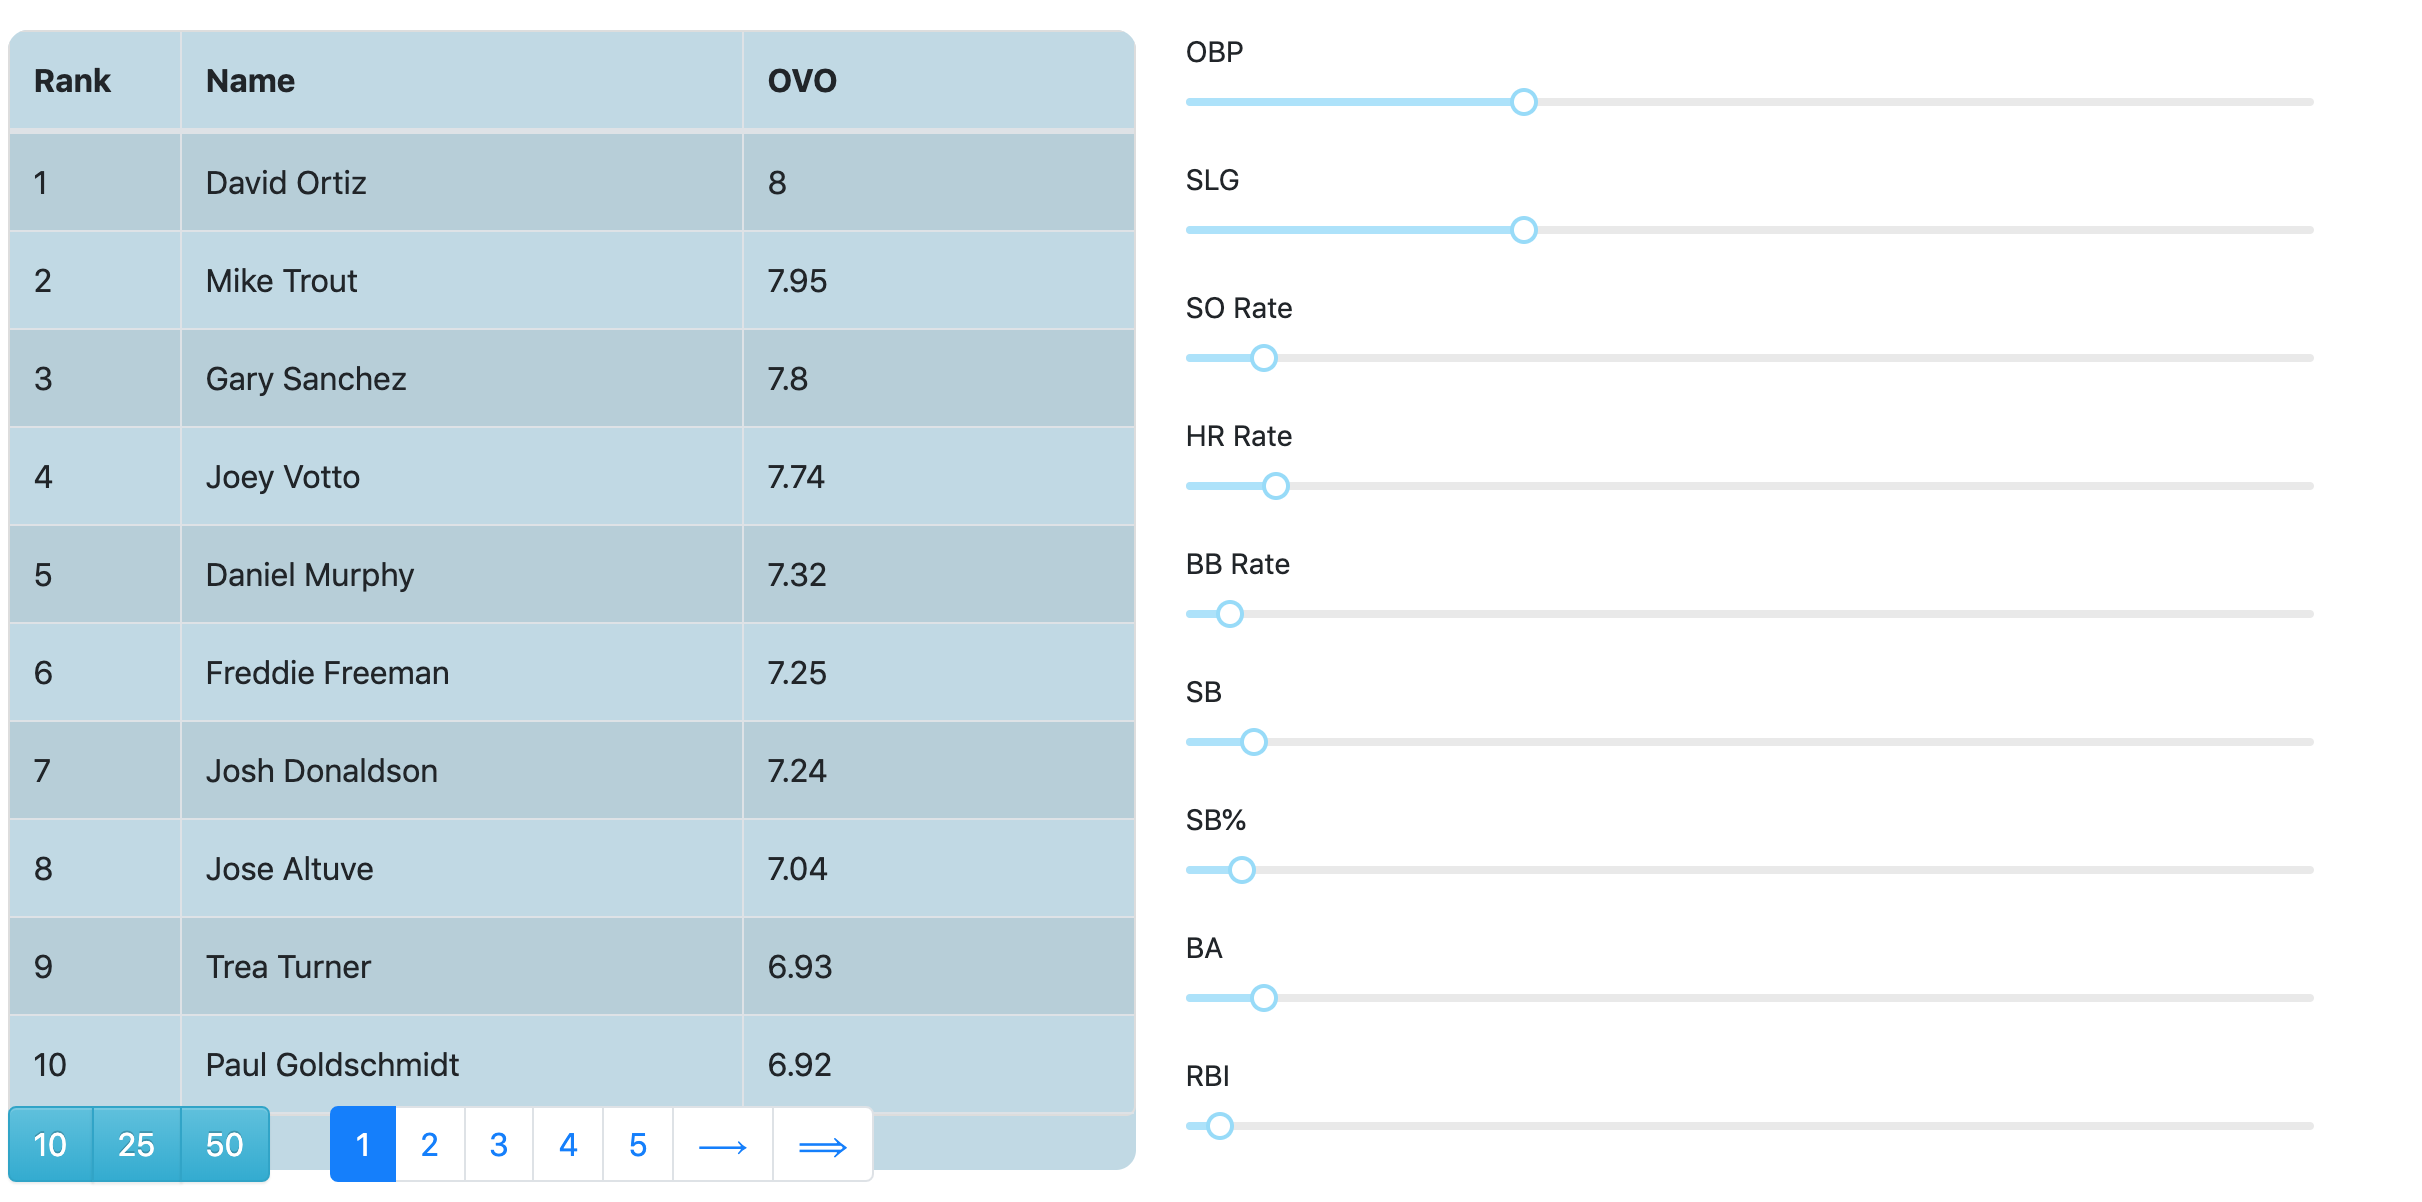 Rank Name OVO
1 David Ortiz 8
2 Mike Trout 7.95
3 Gary Sanchez 7.8
4 Joey Votto 7.74
5 Daniel Murphy 7.32
6 Freddie Freeman 7.25
7 Josh Donaldson 7.24
8 Jose Altuve 7.04
9 Trea Turner 6.93
10 Paul Goldschmidt 6.92
10 25 50 1 2 3 4 5 → ⇒
OBP
SLG
SO Rate
HR Rate
BB Rate
SB
SB%
BA
RBI